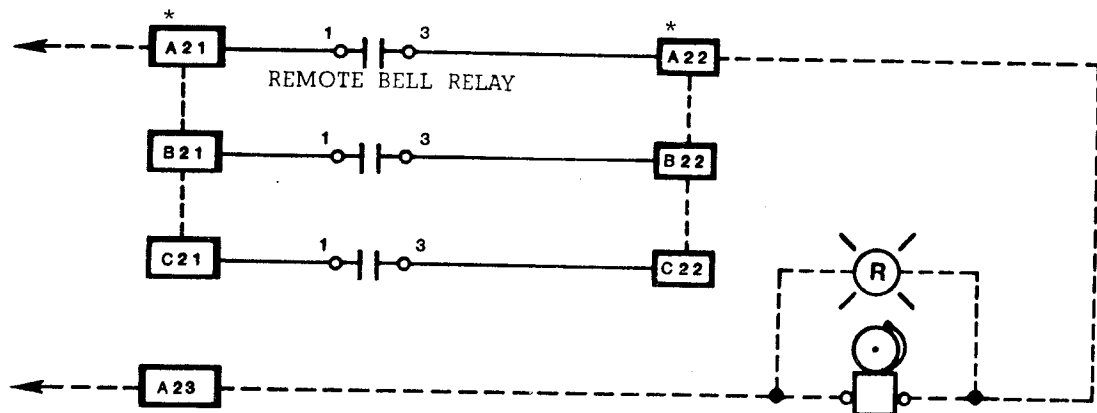 * *
A21 1 3 A22
REMOTE BELL RELAY
B21 1 3 B22
C21 1 3 C22
R
A23